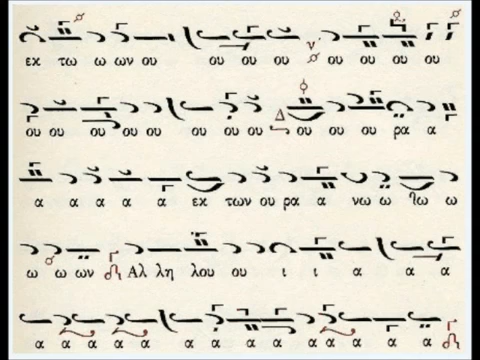 εκ τω ω ων ου ου ου ου ου ου ου ου
ου ου ου ου ου ου ου ου ου ου ου ρα α
α α α α α εκ των ου ρα α νω ω ω
ω ω ων Αλ λη λου ου ι ι α α α
α α α α α α α α α α α α α α α